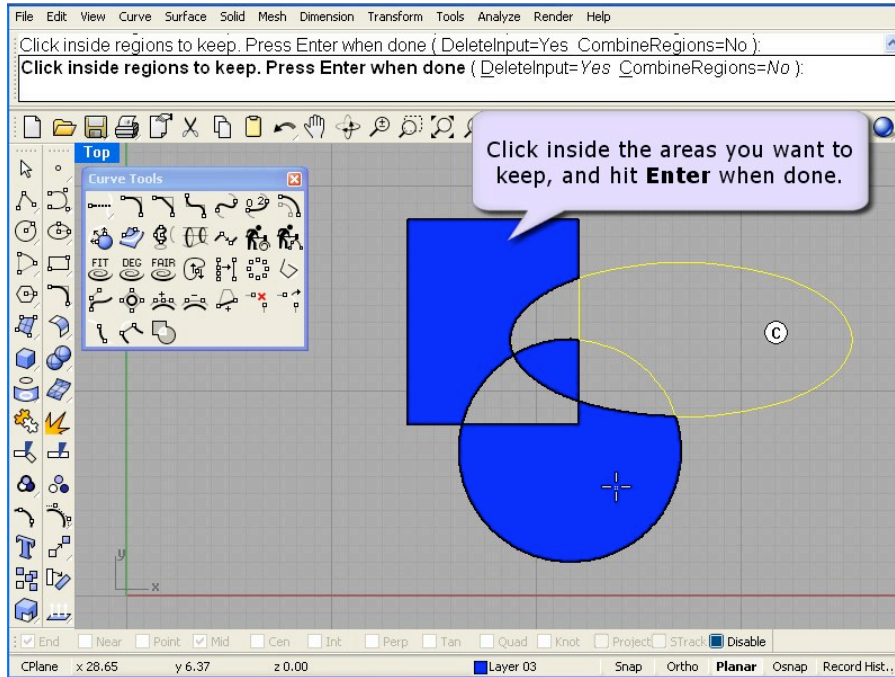 File Edit View Curve Surface Solid Mesh Dimension Transform Tools Analyze Render Help
Click inside regions to keep. Press Enter when done ( DeleteInput=Yes CombineRegions=No ):
Click inside regions to keep. Press Enter when done ( DeleteInput=Yes CombineRegions=No ):
Top
Curve Tools
Click inside the areas you want to
keep, and hit Enter when done.
FIT DEG FAIR
C
y
x
End Near Point Mid Cen Int Perp Tan Quad Knot Project STrack Disable
CPlane x 28.65 y 6.37 z 0.00 Layer 03 Snap Ortho Planar Osnap Record Hist..